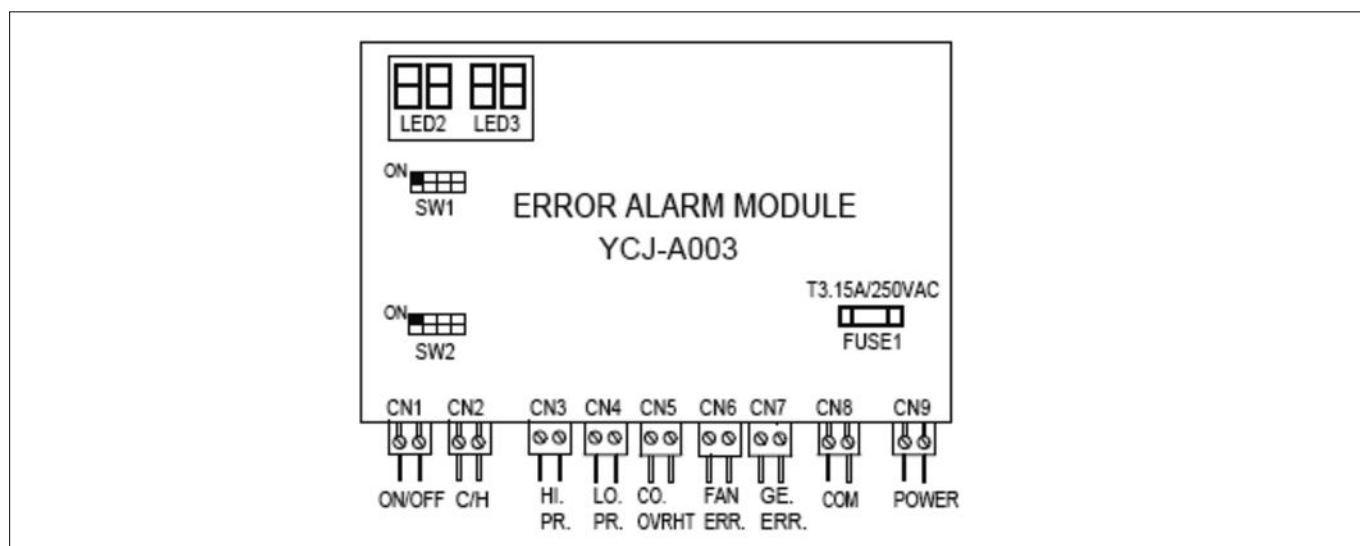 LED2 LED3
ON
SW1
ERROR ALARM MODULE
YCJ-A003
T3.15A/250VAC
FUSE1
ON
SW2
CN1 CN2 CN3 CN4 CN5 CN6 CN7 CN8 CN9
ON/OFF C/H HI. LO. CO. FAN GE. COM POWER
PR. PR. OVRHT ERR. ERR.